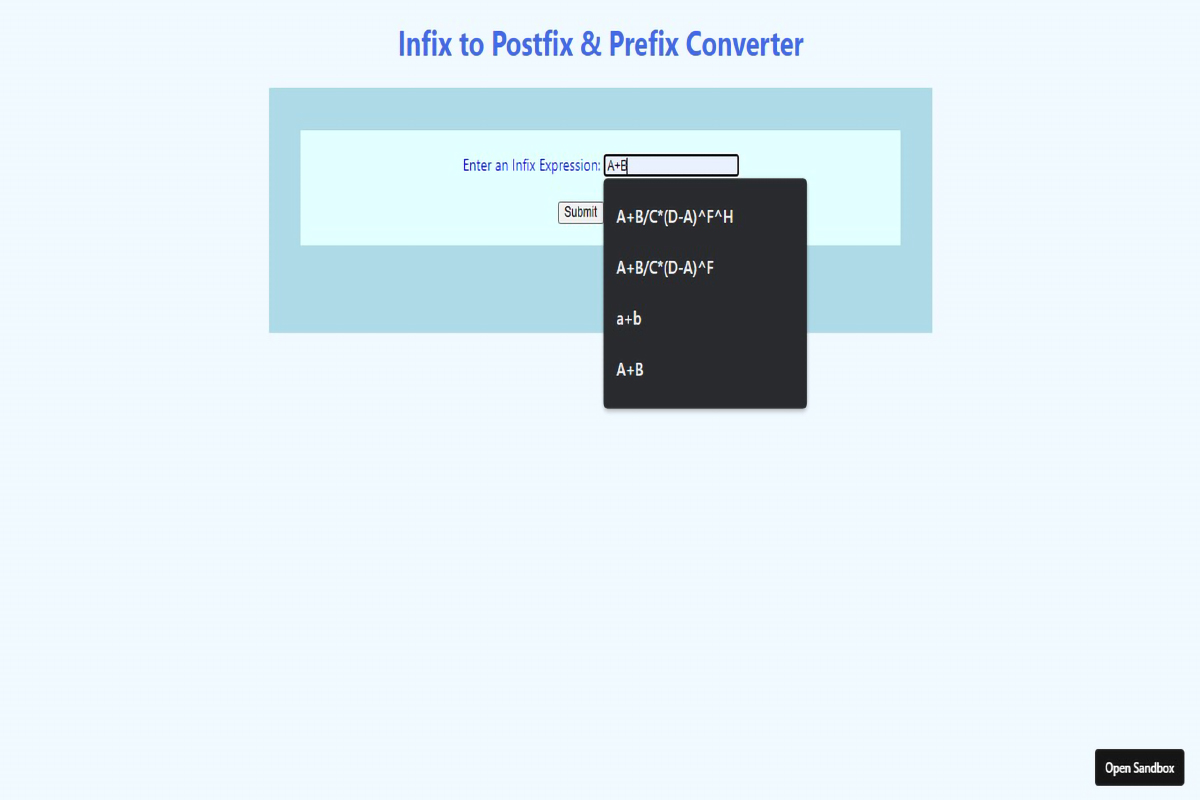 Infix to Postfix & Prefix Converter
Enter an Infix Expression: A+B
Submit
A+B/C*(D-A)^F^H
A+B/C*(D-A)^F
a+b
A+B
Open Sandbox